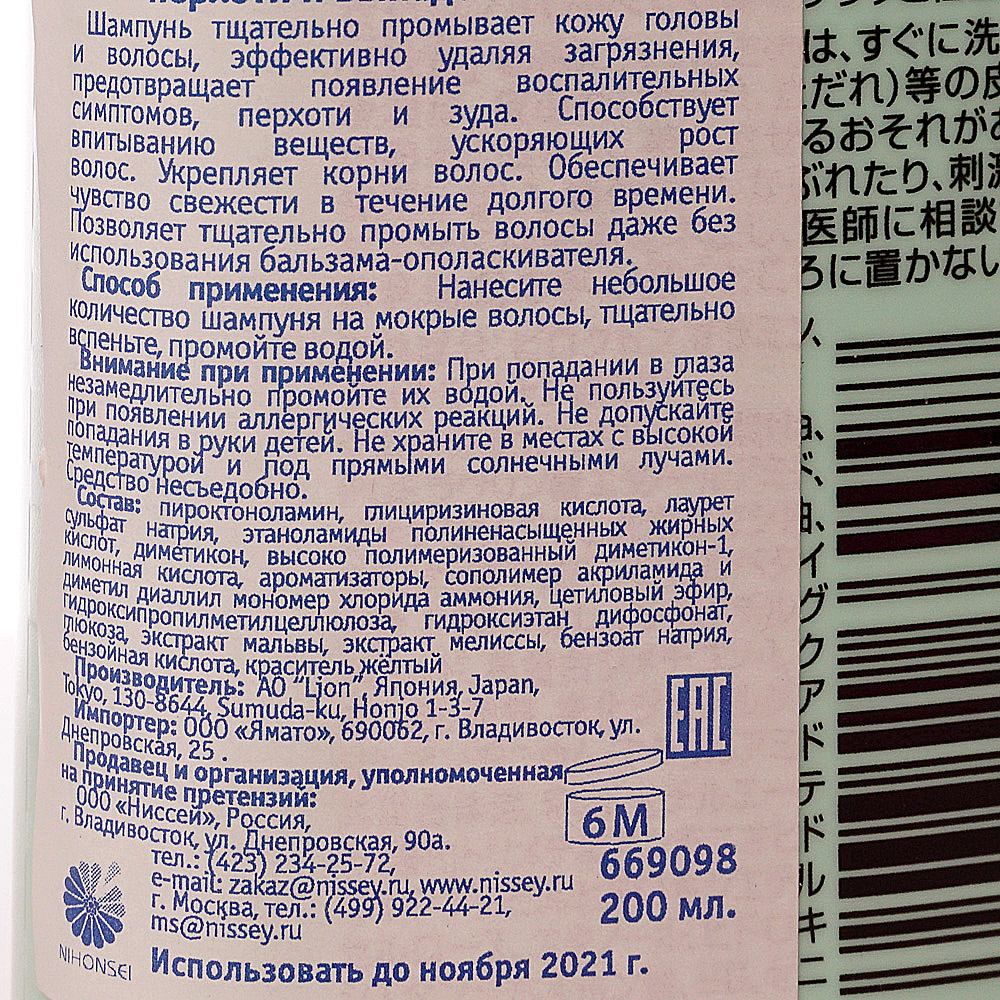 Шампунь тщательно промывает кожу головы
и волосы, эффективно удаляя загрязнения,
предотвращает появление воспалительных
симптомов, перхоти и зуда. Способствует
впитыванию веществ, ускоряющих рост
волос. Укрепляет корни волос. Обеспечивает
чувство свежести в течение долгого времени.
Позволяет тщательно промыть волосы даже без
использования бальзама-ополаскивателя.
Способ применения: Нанесите небольшое
количество шампуня на мокрые волосы, тщательно
вспеньте, промойте водой.
Внимание при применении: При попадании в глаза
незамедлительно промойте их водой. Не пользуйтесь
при появлении аллергических реакций. Не допускайте
попадания в руки детей. Не храните в местах с высокой
температурой и под прямыми солнечными лучами.
Средство несъедобно.
Состав: пироктоноламин, глициризиновая кислота, лаурет
сульфат натрия, этаноламиды полиненасыщенных жирных
кислот, диметикон, высоко полимеризованный диметикон-1,
лимонная кислота, ароматизаторы, сополимер акриламида и
диметил диаллил мономер хлорида аммония, цетиловый эфир,
гидроксипропилметилцеллюлоза, гидроксиэтан дифосфонат,
глюкоза, экстракт мальвы, экстракт мелиссы, бензоат натрия,
бензойная кислота, краситель жёлтый
Производитель: АО "Lion", Япония, Japan,
Tokyo, 130-8644, Sumuda-ku, Honjo 1-3-7
Импортер: ООО «Ямато», 690062, г. Владивосток, ул.
Днепровская, 25 .
Продавец и организация, уполномоченная
на принятие претензий:
ООО «Ниссей», Россия,
г. Владивосток, ул. Днепровская, 90а.
тел.: (423) 234-25-72,
e-mail: zakaz@nissey.ru, www.nissey.ru
г. Москва, тел.: (499) 922-44-21,
ms@nissey.ru
Использовать до ноября 2021 г.
NIHONSEI
EAC
6M
669098
200 мл.
は、すぐに洗
だれ)等の皮
るおそれがあ
ぶれたり、刺激
医師に相談
ろに置かない